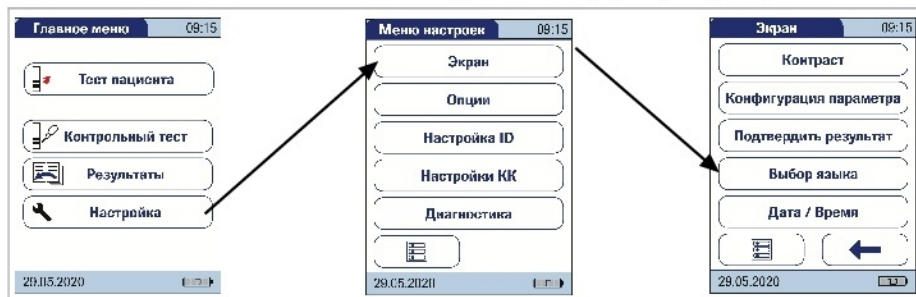 Главное меню 09:15
Тест пациента
Контрольный тест
Результаты
Настройка
29.05.2020
Меню настроек 09:15
Экран
Опции
Настройка ID
Настройки КК
Диагностика
29.05.2020
Экран 09:15
Контраст
Конфигурация параметра
Подтвердить результат
Выбор языка
Дата / Время
29.05.2020